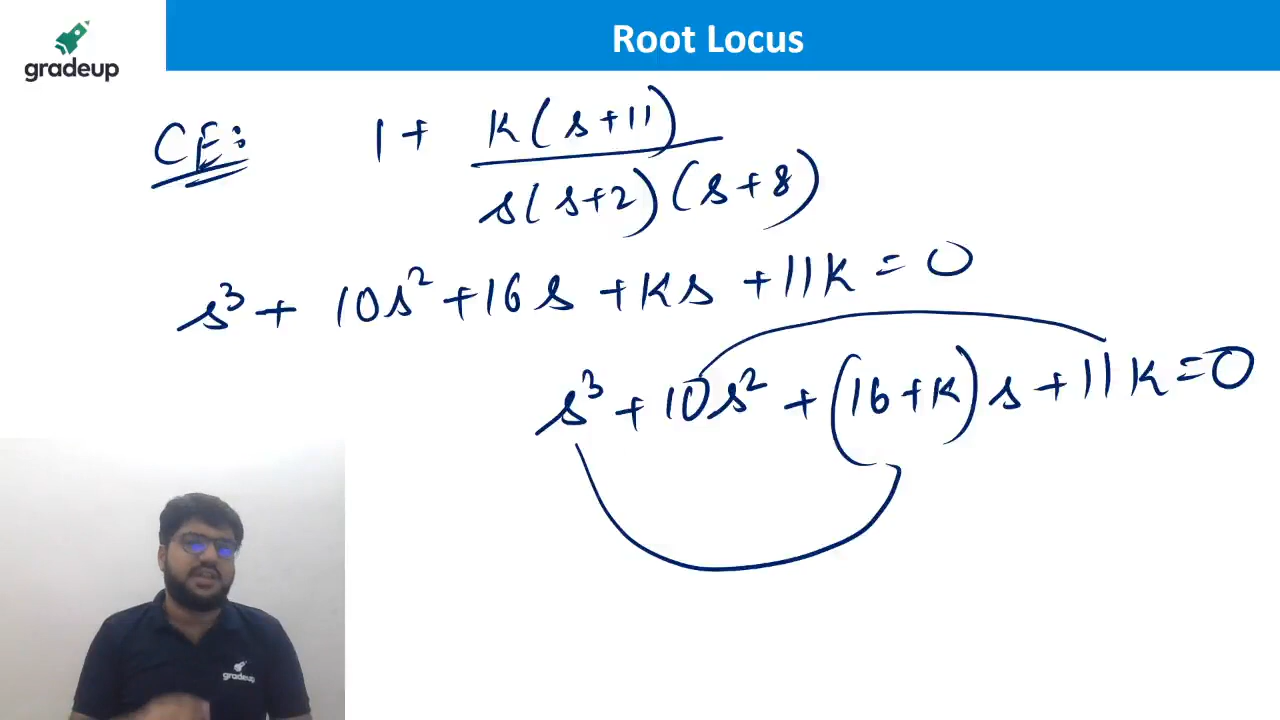 gradeup
Root Locus
CE: 1 + K(s+11)
s(s+2)(s+8)
s³ + 10s² + 16s + Ks + 11K = 0
s³ + 10s² + (16+K)s + 11K = 0
gradeup